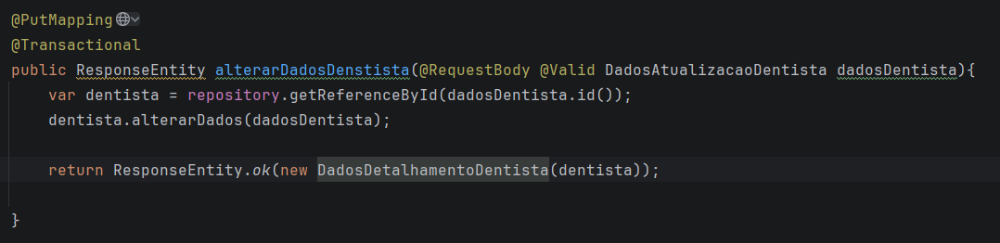 @PutMapping
@Transactional
public ResponseEntity alterarDadosDenstista(@RequestBody @Valid DadosAtualizacaoDentista dadosDentista){
    var dentista = repository.getReferenceById(dadosDentista.id());
    dentista.alterarDados(dadosDentista);
    return ResponseEntity.ok(new DadosDetalhamentoDentista(dentista));
}